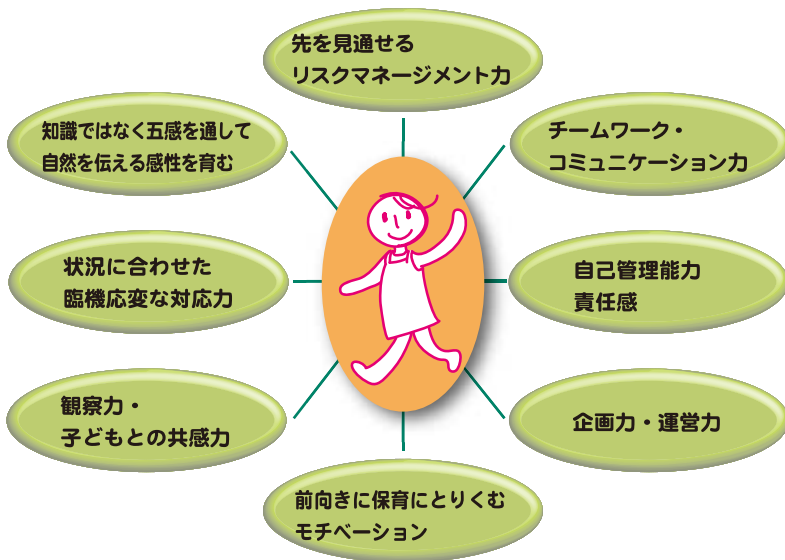 先を見通せる
リスクマネージメント力
知識ではなく五感を通して
自然を伝える感性を育む
チームワーク・
コミュニケーション力
状況に合わせた
臨機応変な対応力
自己管理能力
責任感
観察力・
子どもとの共感力
企画力・運営力
前向きに保育にとりくむ
モチベーション